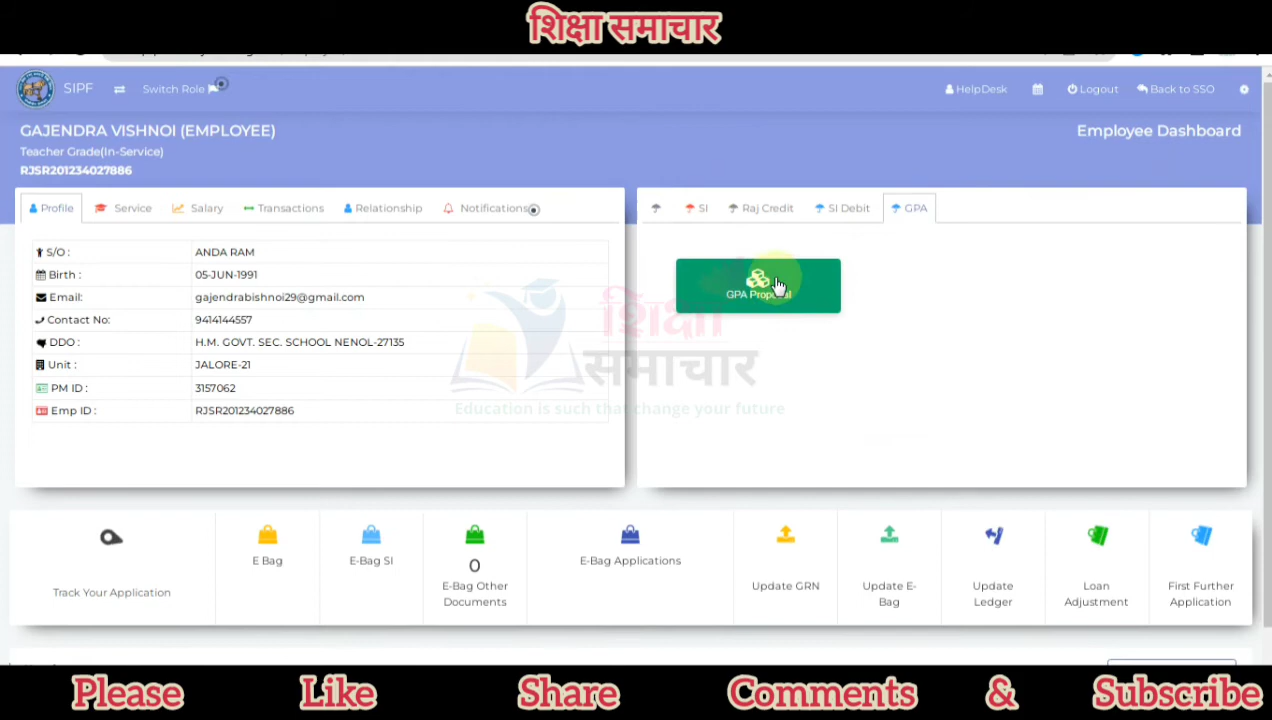 शिक्षा समाचार
SIPF
Switch Role
HelpDesk
Logout
Back to SSO
GAJENDRA VISHNOI (EMPLOYEE)
Employee Dashboard
Teacher Grade(In-Service)
RJSR201234027886
Profile
Service
Salary
Transactions
Relationship
Notifications
SI
Raj Credit
SI Debit
GPA
S/O :
ANDA RAM
Birth :
05-JUN-1991
Email:
gajendrabishnoi29@gmail.com
Contact No:
9414144557
DDO :
H.M. GOVT. SEC. SCHOOL NENOL-27135
Unit :
JALORE-21
PM ID :
3157062
Emp ID :
RJSR201234027886
GPA Proposal
शिक्षा
समाचार
Education is such that change your future
Track Your Application
E Bag
E-Bag SI
0
E-Bag Other
Documents
E-Bag Applications
Update GRN
Update E-
Bag
Update
Ledger
Loan
Adjustment
First Further
Application
Please Like Share Comments & Subscribe